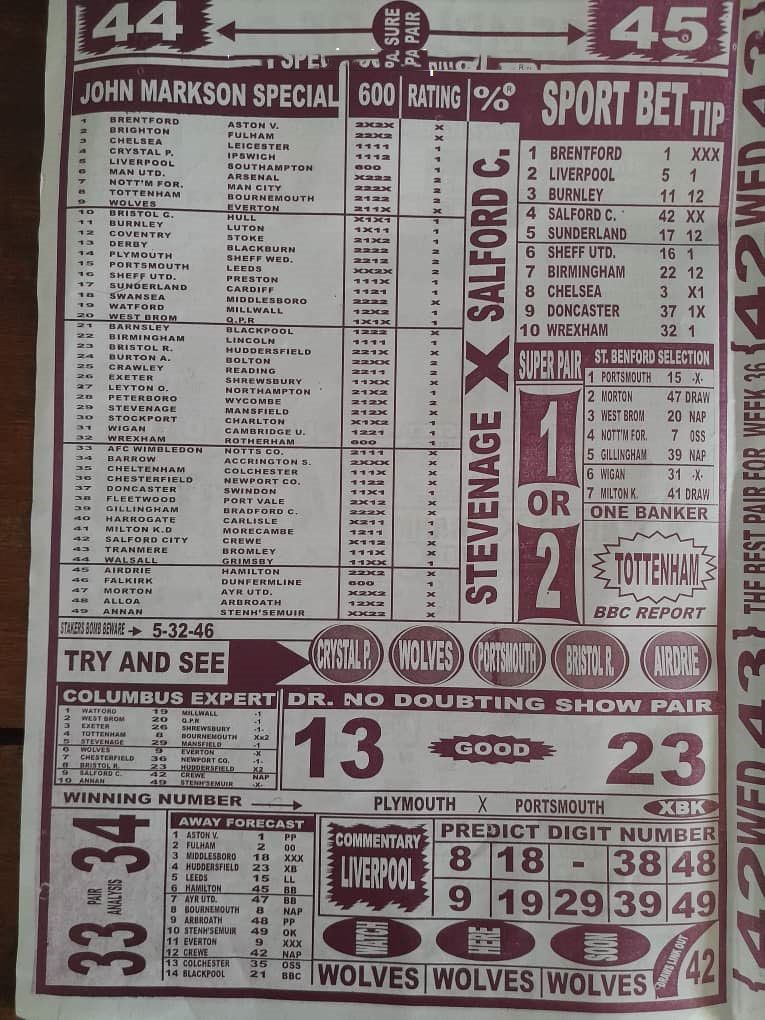 44 PA SURE PA PAIR 45
JOHN MARKSON SPECIAL 600 RATING %®
1 BRENTFORD ASTON V. 2X2X X
2 BRIGHTON FULHAM 22X2 X
3 CHELSEA LEICESTER 1111 1
4 CRYSTAL P. IPSWICH 1112 1
5 LIVERPOOL SOUTHAMPTON 600 1
6 MAN UTD. ARSENAL X222 2
7 NOTT'M FOR. MAN CITY 222X 2
8 TOTTENHAM BOURNEMOUTH 2122 2
9 WOLVES EVERTON 211X X
10 BRISTOL C. HULL X1X1 1
11 BURNLEY LUTON 1X11 1
12 COVENTRY STOKE 21X2 X
13 DERBY BLACKBURN 2222 2
14 PLYMOUTH SHEFF WED. 2212 2
15 PORTSMOUTH LEEDS XX2X X
16 SHEFF UTD. PRESTON 111X 1
17 SUNDERLAND CARDIFF 1121 1
18 SWANSEA MIDDLESBORO 2222 X
19 WATFORD MILLWALL 12X2 1
20 WEST BROM Q.P.R 1X1X 1
21 BARNSLEY BLACKPOOL 1222 X
22 BIRMINGHAM LINCOLN 1111 1
23 BRISTOL R. HUDDERSFIELD 221X X
24 BURTON A. BOLTON 22XX 2
25 CRAWLEY READING 2211 2
26 EXETER SHREWSBURY 11XX 1
27 LEYTON O. NORTHAMPTON 21X2 1
28 PETERBORO WYCOMBE 212X 2
29 STEVENAGE MANSFIELD 212X X
30 STOCKPORT CHARLTON X1X2 1
31 WIGAN CAMBRIDGE U. 1221 1
32 WREXHAM ROTHERHAM 600 1
33 AFC WIMBLEDON NOTTS CO. 2111 X
34 BARROW ACCRINGTON S. 2XXX X
35 CHELTENHAM COLCHESTER 111X X
36 CHESTERFIELD NEWPORT CO. 1122 1
37 DONCASTER SWINDON 11X1 1
38 FLEETWOOD PORT VALE 2X12 X
39 GILLINGHAM BRADFORD C. 222X X
40 HARROGATE CARLISLE X211 1
41 MILTON K.D MORECAMBE 1211 1
42 SALFORD CITY CREWE X112 X
43 TRANMERE BROMLEY 111X X
44 WALSALL GRIMSBY 11XX 1
45 AIRDRIE HAMILTON 22X2 X
46 FALKIRK DUNFERMLINE 600 1
47 MORTON AYR UTD. X2X2 X
48 ALLOA ARBROATH 12X2 X
49 ANNAN STENH'SEMUIR XX22 X
STEVENAGE X SALFORD C.
SPORT BET TIP
1 BRENTFORD 1 XXX
2 LIVERPOOL 5 1
3 BURNLEY 11 12
4 SALFORD C. 42 XX
5 SUNDERLAND 17 12
6 SHEFF UTD. 16 1
7 BIRMINGHAM 22 12
8 CHELSEA 3 X1
9 DONCASTER 37 1X
10 WREXHAM 32 1
SUPER PAIR
1
OR
2
ST. BENFORD SELECTION
1 PORTSMOUTH 15 -X-
2 MORTON 47 DRAW
3 WEST BROM 20 NAP
4 NOTT'M FOR. 7 OSS
5 GILLINGHAM 39 NAP
6 WIGAN 31 -X-
7 MILTON K. 41 DRAW
ONE BANKER
TOTTENHAM
BBC REPORT
STAKERS BOMB BEWARE 5-32-46
TRY AND SEE CRYSTAL P. WOLVES PORTSMOUTH BRISTOL R. AIRDRIE
COLUMBUS EXPERT
1 WATFORD 19 MILLWALL -1
2 WEST BROM 20 Q.P.R -1
3 EXETER 26 SHREWSBURY -1-
4 TOTTENHAM 8 BOURNEMOUTH Xx2
5 STEVENAGE 29 MANSFIELD -1
6 WOLVES 9 EVERTON -X
7 CHESTERFIELD 36 NEWPORT CO. -1-
8 BRISTOL R. 23 HUDDERSFIELD X2
9 SALFORD C. 42 CREWE NAP
10 ANNAN 49 STENH'SEMUIR -X-
DR. NO DOUBTING SHOW PAIR
13 GOOD 23
WINNING NUMBER PLYMOUTH X PORTSMOUTH XBK
33 PAIR ANALYSIS 34
AWAY FORECAST
1 ASTON V. 1 PP
2 FULHAM 2 00
3 MIDDLESBORO 18 XXX
4 HUDDERSFIELD 23 XB
5 LEEDS 15 LL
6 HAMILTON 45 BB
7 AYR UTD. 47 BB
8 BOURNEMOUTH 8 NAP
9 ARBROATH 48 PP
10 STENH'SEMUIR 49 OK
11 EVERTON 9 XXX
12 CREWE 42 NAP
13 COLCHESTER 35 OSS
14 BLACKPOOL 21 BBC
COMMENTARY
LIVERPOOL
PREDICT DIGIT NUMBER
8 18 - 38 48
9 19 29 39 49
WATCH HERE SOON
WOLVES WOLVES WOLVES
DRAWS LINK OUT 42
{42WED43} THE BEST PAIR FOR WEEK 36 {42WED43}